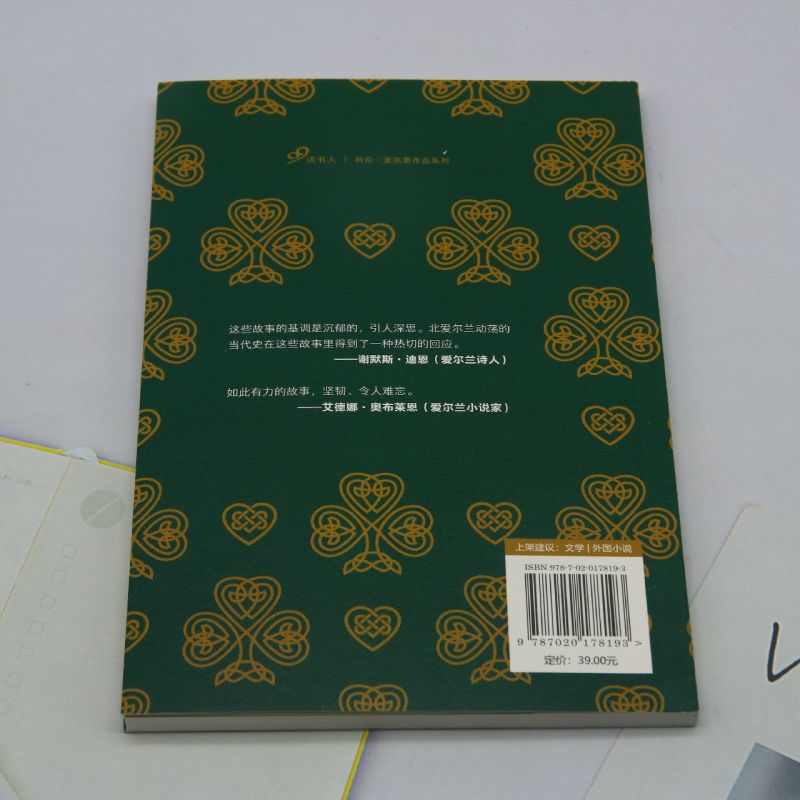 99读书人 | 科伦·麦凯恩作品系列
这些故事的基调是沉郁的，引人深思。北爱尔兰动荡的
当代史在这些故事里得到了一种热切的回应。
——谢默斯·迪恩（爱尔兰诗人）
如此有力的故事，坚韧、令人难忘。
——艾德娜·奥布莱恩（爱尔兰小说家）
上架建议：文学 | 外国小说
ISBN 978-7-02-017819-3
9 787020 178193 >
定价：39.00元